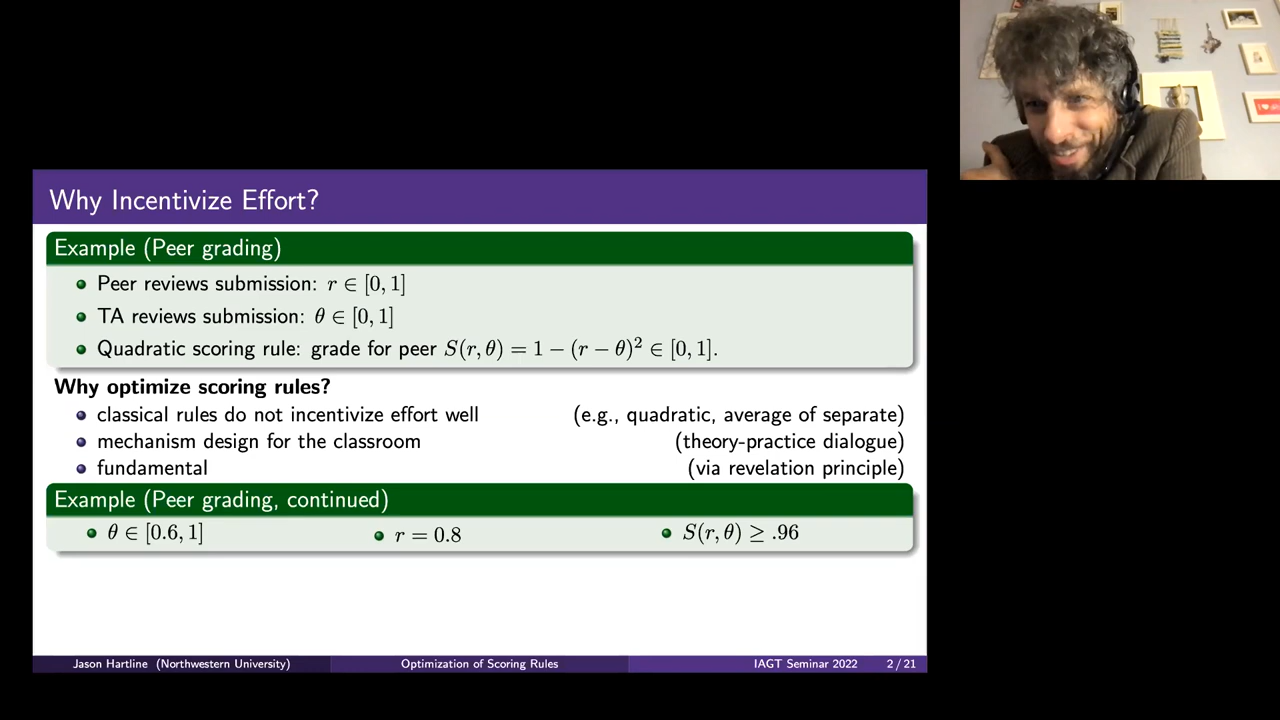 Why Incentivize Effort?
Example (Peer grading)
Peer reviews submission: r ∈ [0, 1]
TA reviews submission: θ ∈ [0, 1]
Quadratic scoring rule: grade for peer S(r, θ) = 1 − (r − θ)² ∈ [0, 1].
Why optimize scoring rules?
classical rules do not incentivize effort well (e.g., quadratic, average of separate)
mechanism design for the classroom (theory-practice dialogue)
fundamental (via revelation principle)
Example (Peer grading, continued)
θ ∈ [0.6, 1] r = 0.8 S(r, θ) ≥ .96
Jason Hartline (Northwestern University) Optimization of Scoring Rules IAGT Seminar 2022 2 / 21